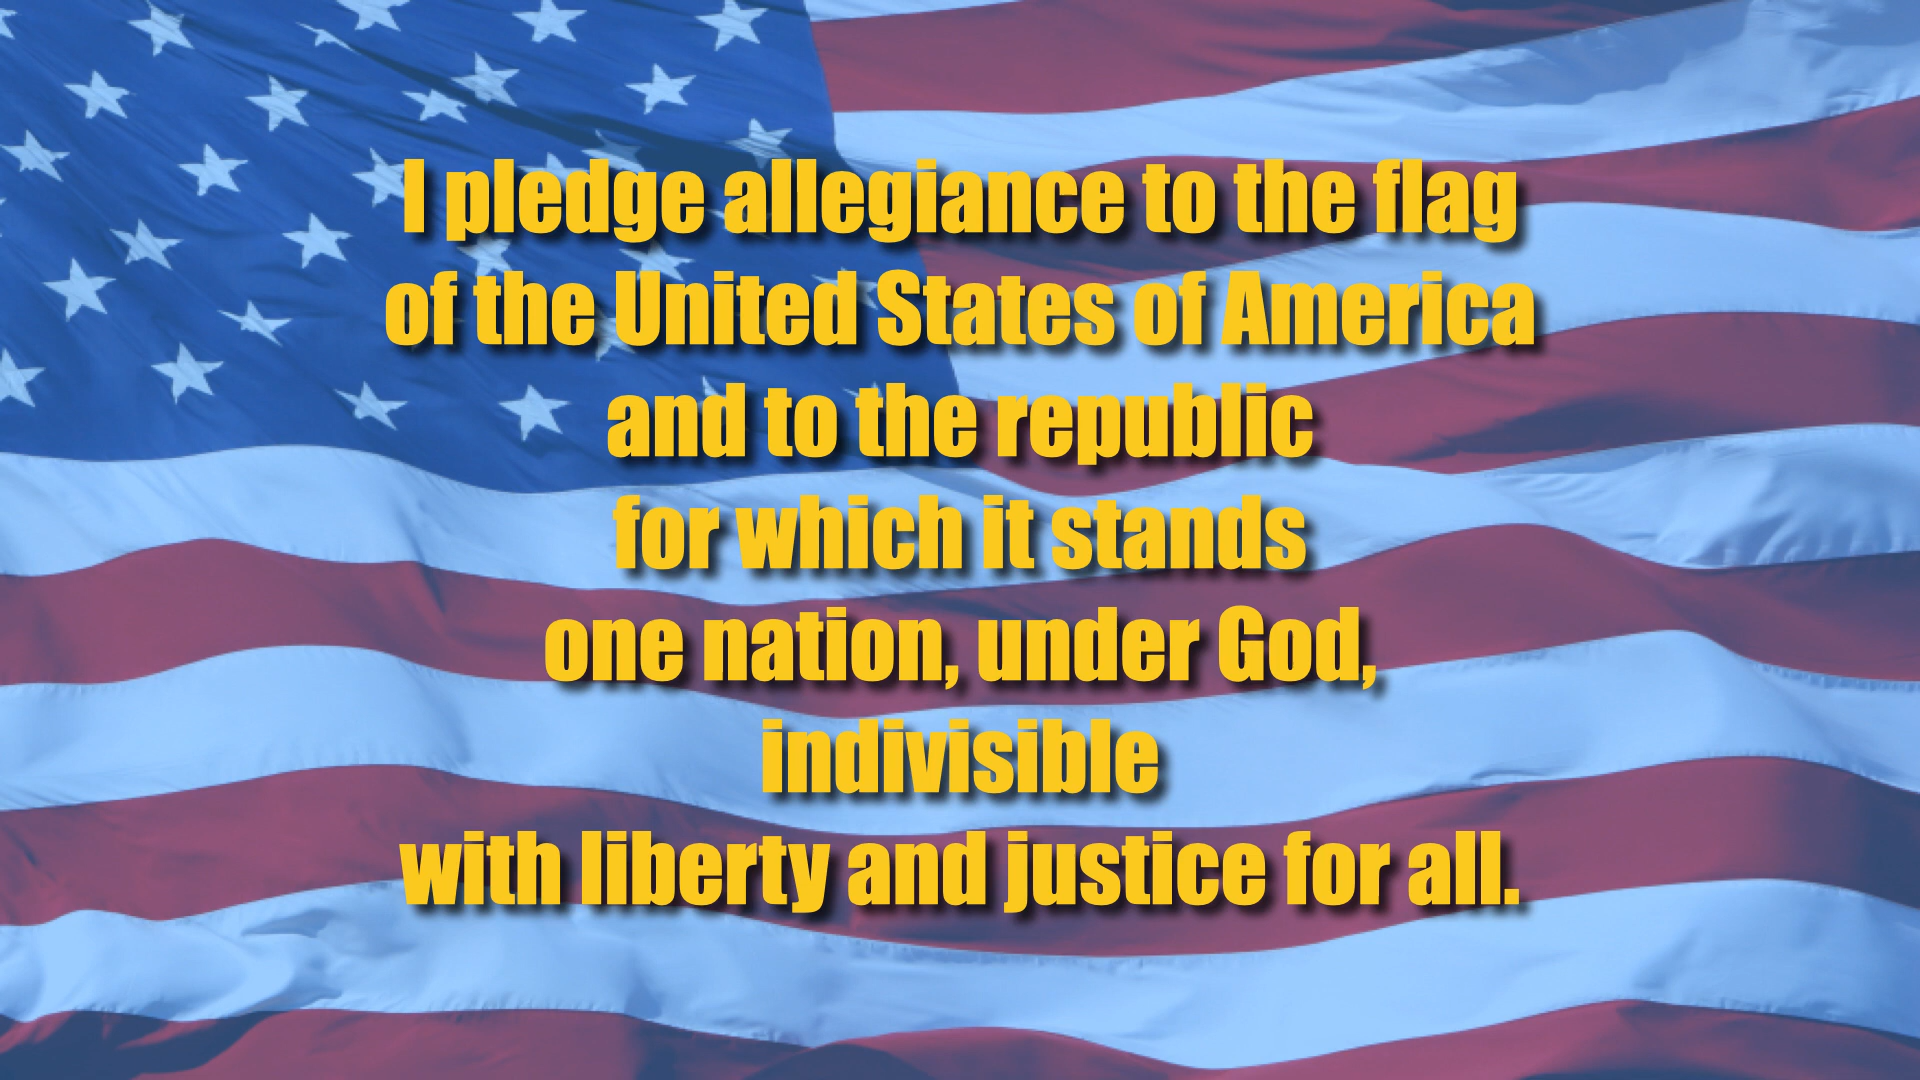 I pledge allegiance to the flag
of the United States of America
and to the republic
for which it stands
one nation, under God,
indivisible
with liberty and justice for all.